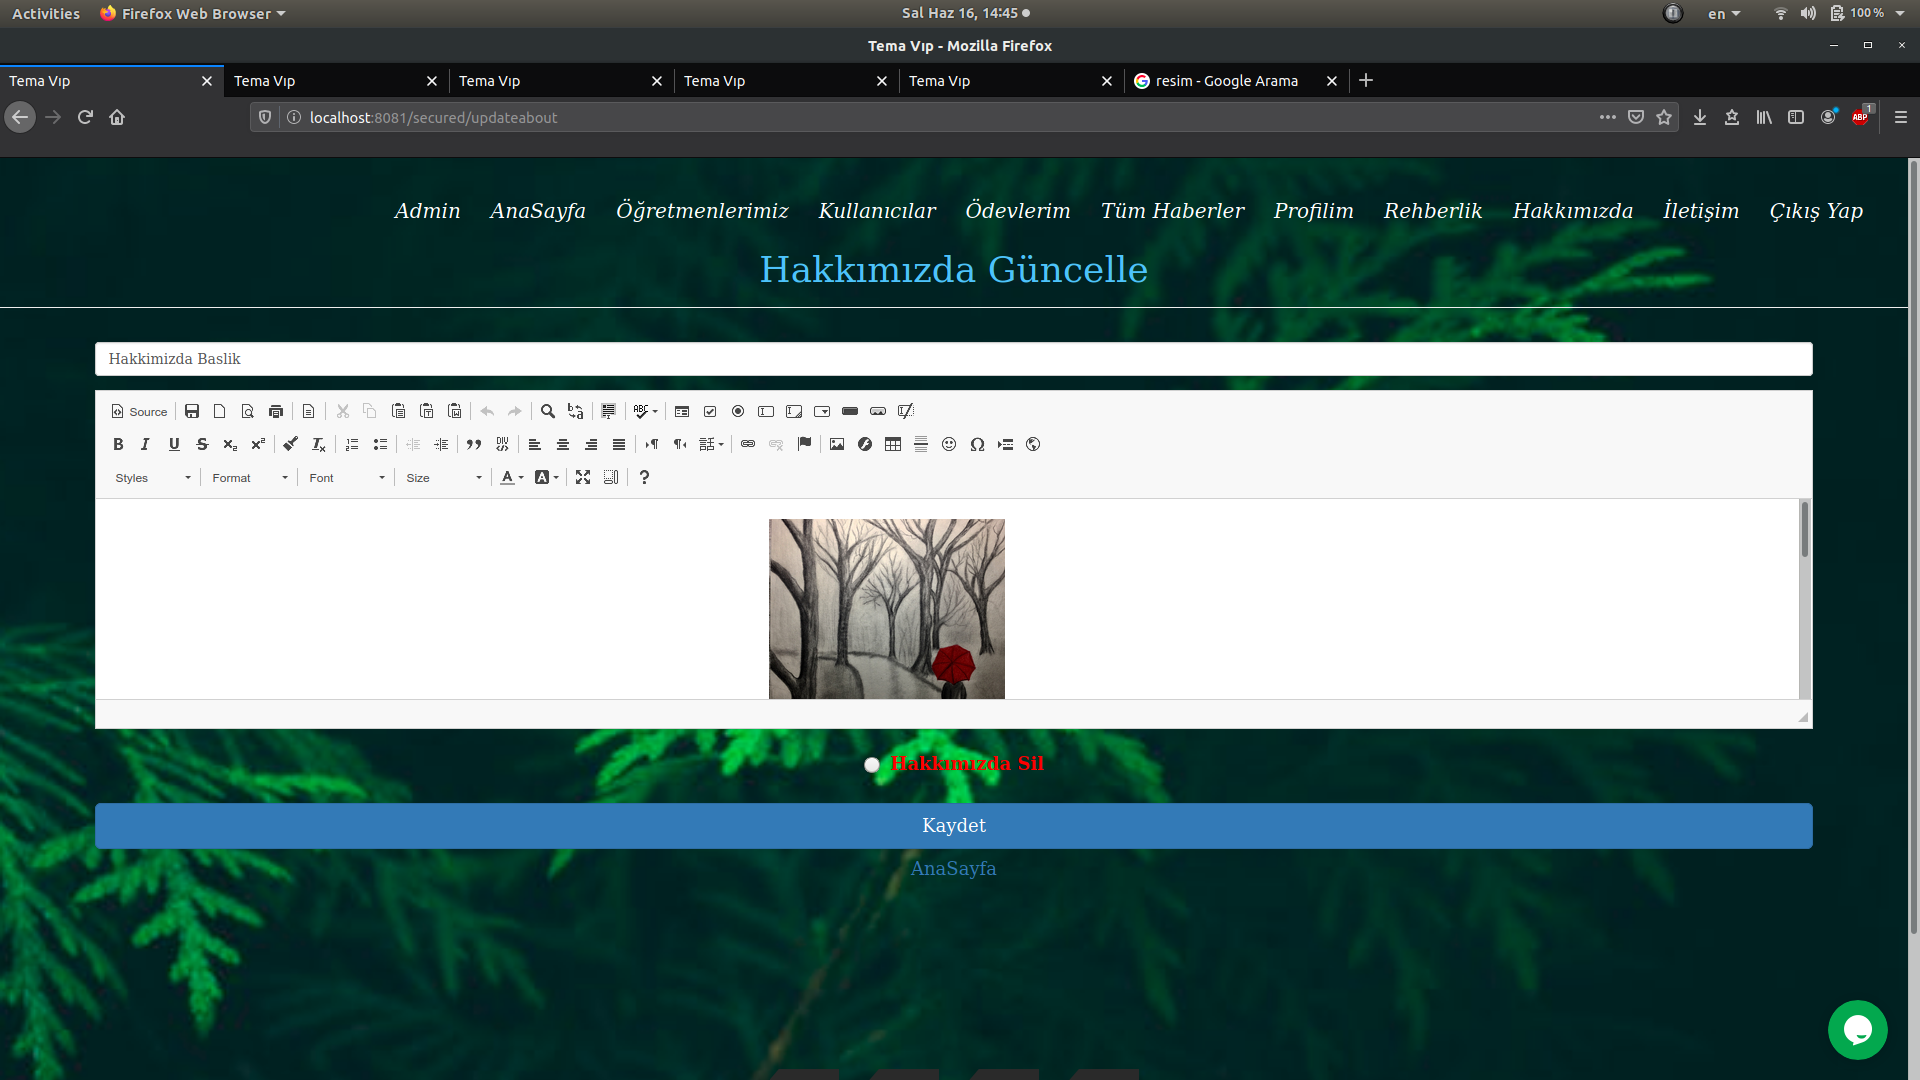 Activities Firefox Web Browser Sal Haz 16, 14:45 en 100%
Tema Vıp - Mozilla Firefox
Tema Vıp Tema Vıp Tema Vıp Tema Vıp Tema Vıp resim - Google Arama
localhost:8081/secured/updateabout ABP 1
Admin AnaSayfa Öğretmenlerimiz Kullanıcılar Ödevlerim Tüm Haberler Profilim Rehberlik Hakkımızda İletişim Çıkış Yap
Hakkımızda Güncelle
Hakkimizda Baslik
Source
Styles Format Font Size
Hakkımızda Sil
Kaydet
AnaSayfa